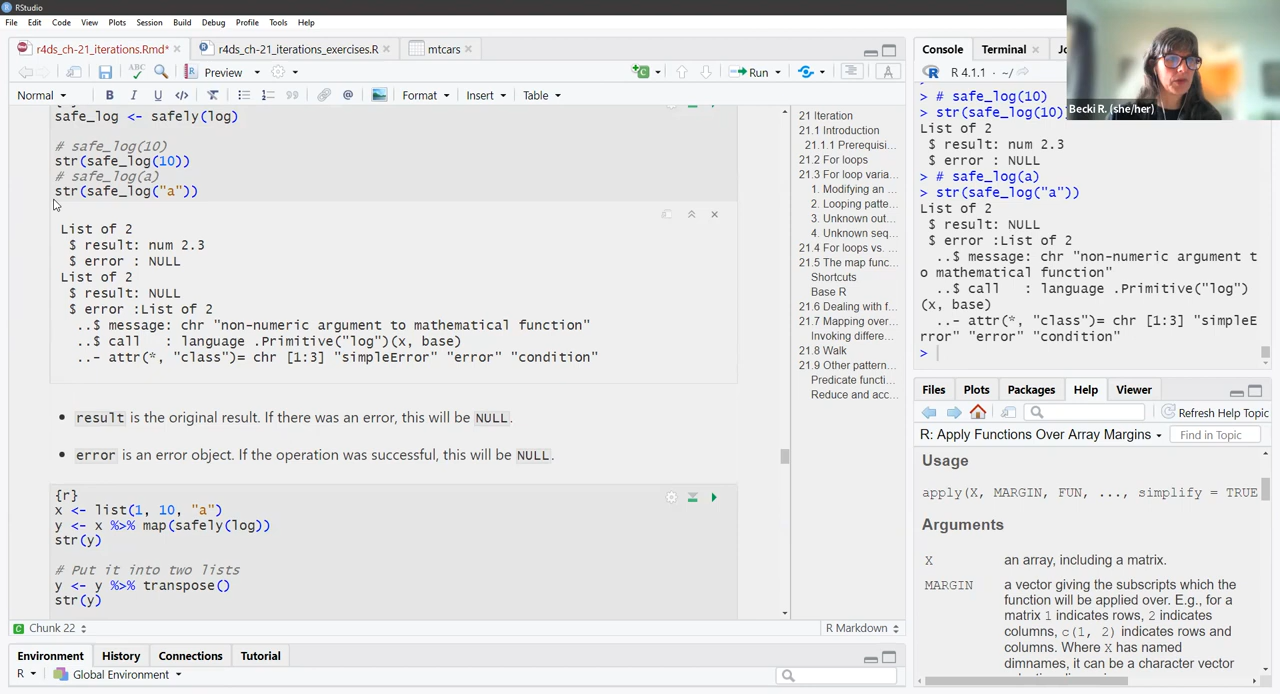 RStudio
File Edit Code View Plots Session Build Debug Profile Tools Help
r4ds_ch-21_iterations.Rmd* r4ds_ch-21_iterations_exercises.R mtcars
ABC Preview Run
Normal B I U Format Insert Table
safe_log <- safely(log)
# safe_log(10)
str(safe_log(10))
# safe_log(a)
str(safe_log("a"))
List of 2
$ result: num 2.3
$ error : NULL
List of 2
$ result: NULL
$ error :List of 2
..$ message: chr "non-numeric argument to mathematical function"
..$ call : language .Primitive("log")(x, base)
..- attr(*, "class")= chr [1:3] "simpleError" "error" "condition"
• result is the original result. If there was an error, this will be NULL.
• error is an error object. If the operation was successful, this will be NULL.
{r}
x <- list(1, 10, "a")
y <- x %>% map(safely(log))
str(y)
# Put it into two lists
y <- y %>% transpose()
str(y)
Chunk 22 R Markdown
21 Iteration
21.1 Introduction
21.1.1 Prerequisi...
21.2 For loops
21.3 For loop varia...
1. Modifying an ...
2. Looping patte...
3. Unknown out...
4. Unknown seq...
21.4 For loops vs. ...
21.5 The map func...
Shortcuts
Base R
21.6 Dealing with f...
21.7 Mapping over...
Invoking differe...
21.8 Walk
21.9 Other pattern...
Predicate functi...
Reduce and acc...
Environment History Connections Tutorial
R Global Environment
Console Terminal
R 4.1.1 · ~/
Becki R. (she/her)
> # safe_log(10)
> str(safe_log(10))
List of 2
$ result: num 2.3
$ error : NULL
> # safe_log(a)
> str(safe_log("a"))
List of 2
$ result: NULL
$ error :List of 2
..$ message: chr "non-numeric argument t
o mathematical function"
..$ call : language .Primitive("log")
(x, base)
..- attr(*, "class")= chr [1:3] "simpleE
rror" "error" "condition"
>
Files Plots Packages Help Viewer
Refresh Help Topic
R: Apply Functions Over Array Margins Find in Topic
Usage
apply(X, MARGIN, FUN, ..., simplify = TRUE
Arguments
X an array, including a matrix.
MARGIN a vector giving the subscripts which the
function will be applied over. E.g., for a
matrix 1 indicates rows, 2 indicates
columns, c(1, 2) indicates rows and
columns. Where X has named
dimnames, it can be a character vector